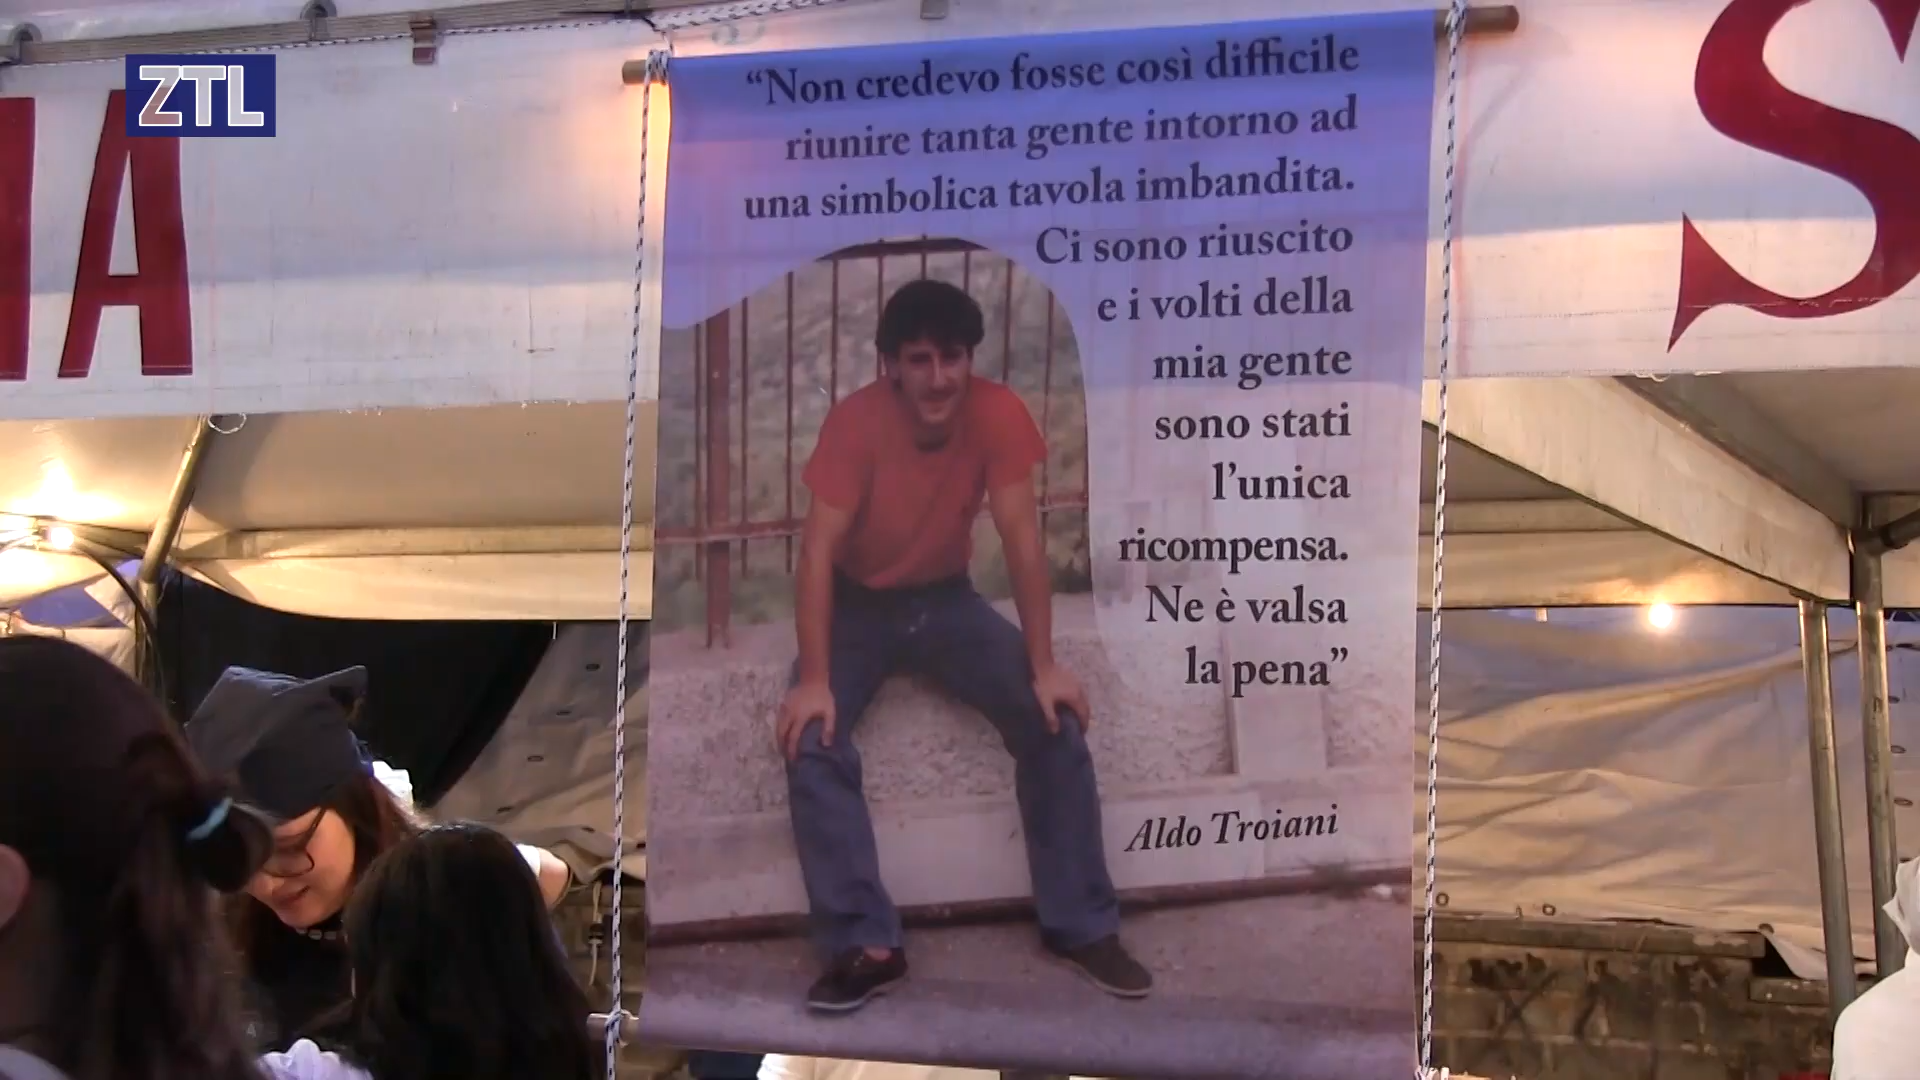 ZTL
A
S
“Non credevo fosse così difficile
riunire tanta gente intorno ad
una simbolica tavola imbandita.
Ci sono riuscito
e i volti della
mia gente
sono stati
l’unica
ricompensa.
Ne è valsa
la pena”
Aldo Troiani